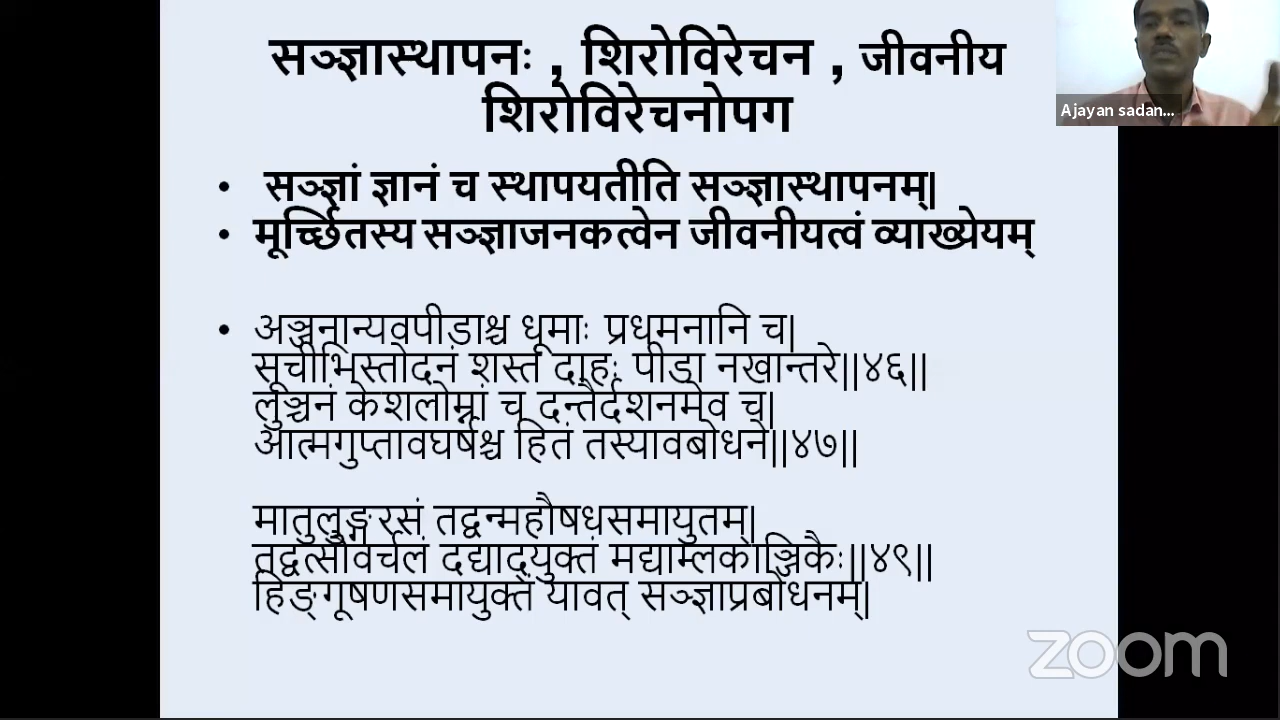 सञ्ज्ञास्थापनः , शिरोविरेचन , जीवनीय
शिरोविरेचनोपग
Ajayan sadan...
• सञ्ज्ञां ज्ञानं च स्थापयतीति सञ्ज्ञास्थापनम्|
• मूर्च्छितस्य सञ्ज्ञाजनकत्वेन जीवनीयत्वं व्याख्येयम्
• अञ्जनान्यवपीडाश्च धूमाः प्रधमनानि च|
सूचीभिस्तोदनं शस्तं दाहः पीडा नखान्तरे||४६||
लुञ्चनं केशलोम्नां च दन्तैर्दशनमेव च|
आत्मगुप्तावघर्षश्च हितं तस्यावबोधने||४७||
मातुलुङ्गरसं तद्वन्महौषधसमायुतम्|
तद्वत्सौवर्चलं दद्याद्युक्तं मद्याम्लकाञ्जिकैः||४९||
हिङ्गूषणसमायुक्तं यावत् सञ्ज्ञाप्रबोधनम्|
zoom